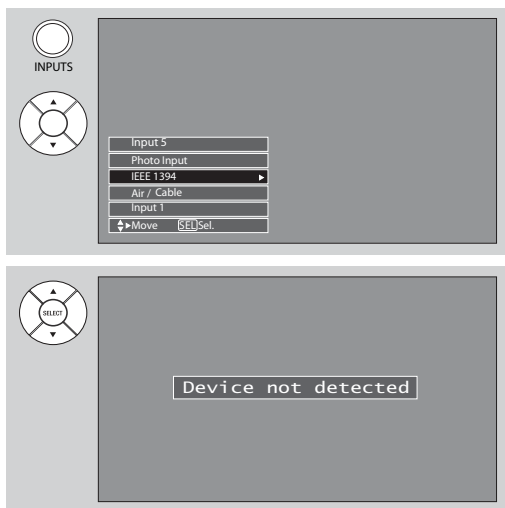 INPUTS
Input 5
Photo Input
IEEE 1394
Air / Cable
Input 1
Move SEL Sel.
SELECT
Device not detected